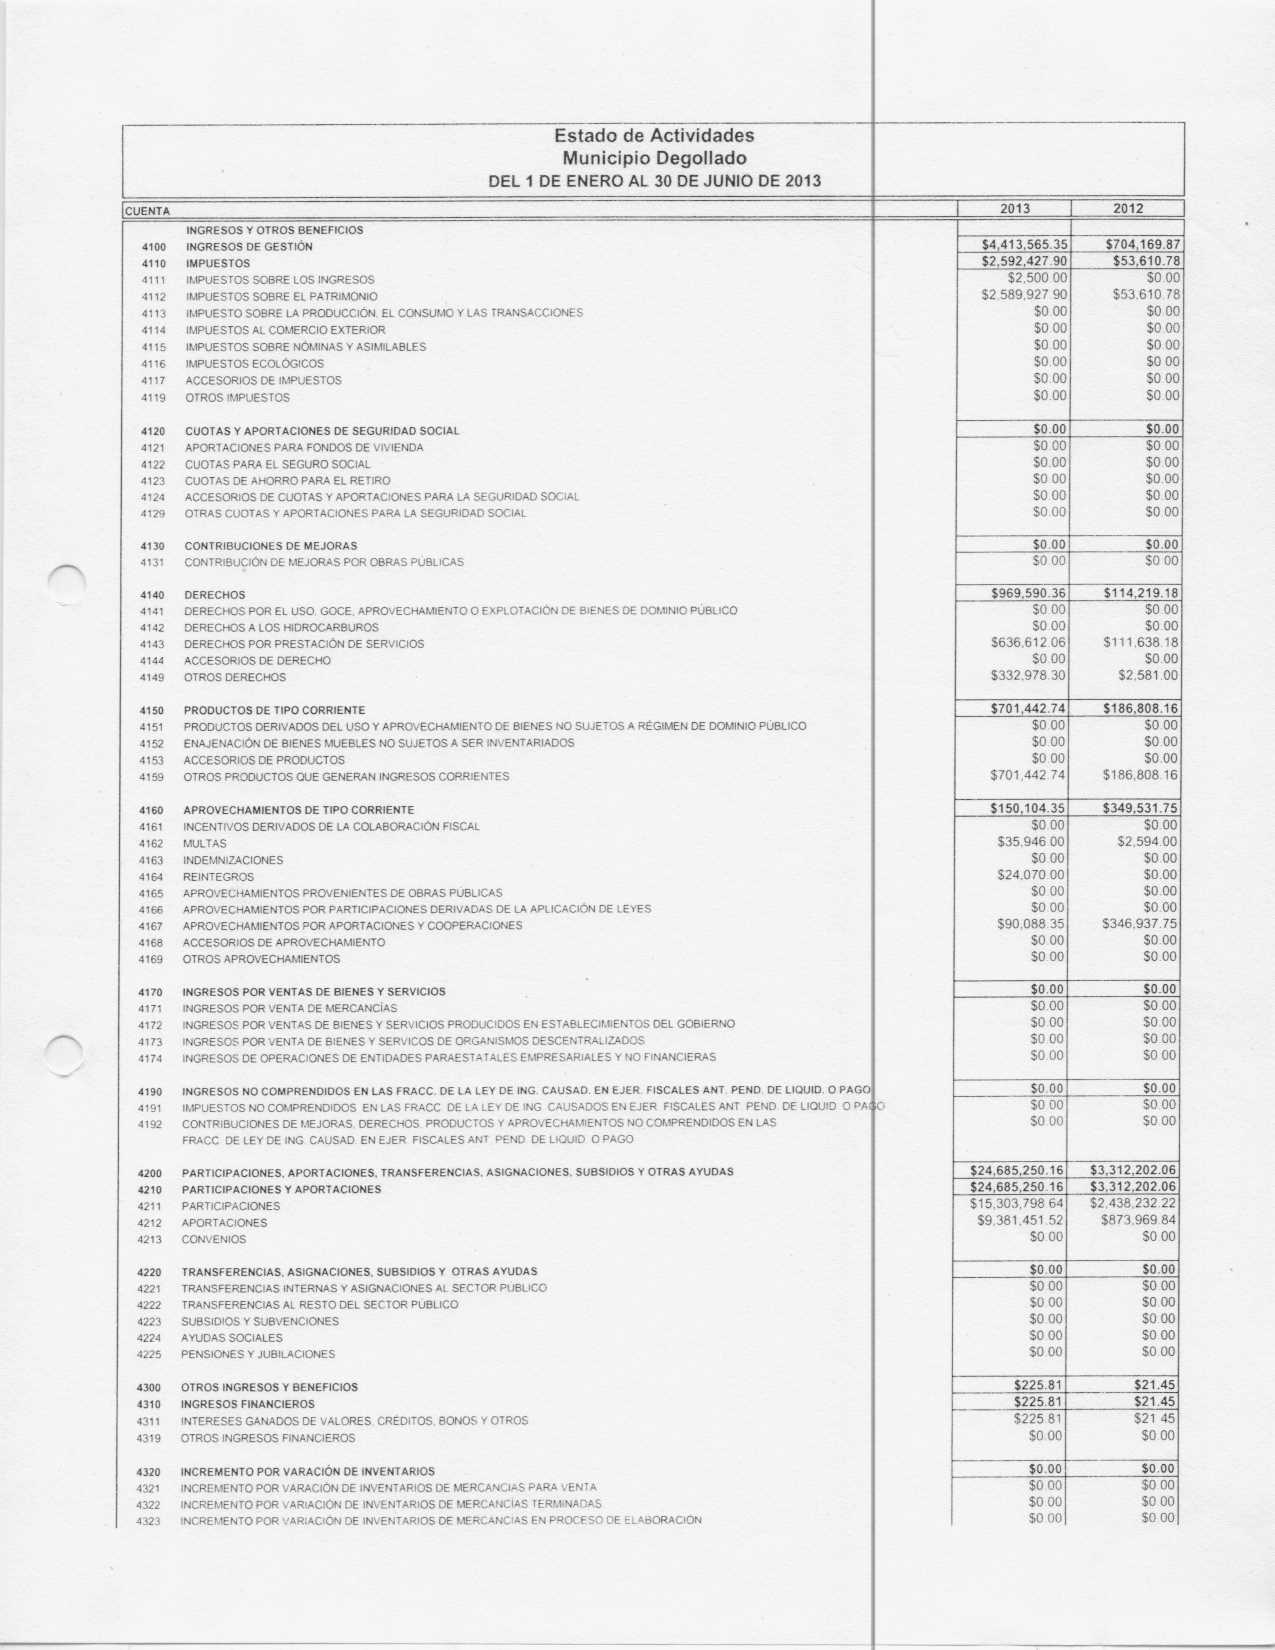 Estado de Actividades
Municipio Degollado
DEL 1 DE ENERO AL 30 DE JUNIO DE 2013
CUENTA 2013 2012
INGRESOS Y OTROS BENEFICIOS
4100 INGRESOS DE GESTIÓN $4,413,565.35 $704,169.87
4110 IMPUESTOS $2,592,427.90 $53,610.78
4111 IMPUESTOS SOBRE LOS INGRESOS $2,500.00 $0.00
4112 IMPUESTOS SOBRE EL PATRIMONIO $2,589,927.90 $53,610.78
4113 IMPUESTO SOBRE LA PRODUCCIÓN, EL CONSUMO Y LAS TRANSACCIONES $0.00 $0.00
4114 IMPUESTOS AL COMERCIO EXTERIOR $0.00 $0.00
4115 IMPUESTOS SOBRE NÓMINAS Y ASIMILABLES $0.00 $0.00
4116 IMPUESTOS ECOLÓGICOS $0.00 $0.00
4117 ACCESORIOS DE IMPUESTOS $0.00 $0.00
4119 OTROS IMPUESTOS $0.00 $0.00
4120 CUOTAS Y APORTACIONES DE SEGURIDAD SOCIAL $0.00 $0.00
4121 APORTACIONES PARA FONDOS DE VIVIENDA $0.00 $0.00
4122 CUOTAS PARA EL SEGURO SOCIAL $0.00 $0.00
4123 CUOTAS DE AHORRO PARA EL RETIRO $0.00 $0.00
4124 ACCESORIOS DE CUOTAS Y APORTACIONES PARA LA SEGURIDAD SOCIAL $0.00 $0.00
4129 OTRAS CUOTAS Y APORTACIONES PARA LA SEGURIDAD SOCIAL $0.00 $0.00
4130 CONTRIBUCIONES DE MEJORAS $0.00 $0.00
4131 CONTRIBUCIÓN DE MEJORAS POR OBRAS PÚBLICAS $0.00 $0.00
4140 DERECHOS $969,590.36 $114,219.18
4141 DERECHOS POR EL USO, GOCE, APROVECHAMIENTO O EXPLOTACIÓN DE BIENES DE DOMINIO PÚBLICO $0.00 $0.00
4142 DERECHOS A LOS HIDROCARBUROS $0.00 $0.00
4143 DERECHOS POR PRESTACIÓN DE SERVICIOS $636,612.06 $111,638.18
4144 ACCESORIOS DE DERECHO $0.00 $0.00
4149 OTROS DERECHOS $332,978.30 $2,581.00
4150 PRODUCTOS DE TIPO CORRIENTE $701,442.74 $186,808.16
4151 PRODUCTOS DERIVADOS DEL USO Y APROVECHAMIENTO DE BIENES NO SUJETOS A RÉGIMEN DE DOMINIO PÚBLICO $0.00 $0.00
4152 ENAJENACIÓN DE BIENES MUEBLES NO SUJETOS A SER INVENTARIADOS $0.00 $0.00
4153 ACCESORIOS DE PRODUCTOS $0.00 $0.00
4159 OTROS PRODUCTOS QUE GENERAN INGRESOS CORRIENTES $701,442.74 $186,808.16
4160 APROVECHAMIENTOS DE TIPO CORRIENTE $150,104.35 $349,531.75
4161 INCENTIVOS DERIVADOS DE LA COLABORACIÓN FISCAL $0.00 $0.00
4162 MULTAS $35,946.00 $2,594.00
4163 INDEMNIZACIONES $0.00 $0.00
4164 REINTEGROS $24,070.00 $0.00
4165 APROVECHAMIENTOS PROVENIENTES DE OBRAS PÚBLICAS $0.00 $0.00
4166 APROVECHAMIENTOS POR PARTICIPACIONES DERIVADAS DE LA APLICACIÓN DE LEYES $0.00 $0.00
4167 APROVECHAMIENTOS POR APORTACIONES Y COOPERACIONES $90,088.35 $346,937.75
4168 ACCESORIOS DE APROVECHAMIENTO $0.00 $0.00
4169 OTROS APROVECHAMIENTOS $0.00 $0.00
4170 INGRESOS POR VENTAS DE BIENES Y SERVICIOS $0.00 $0.00
4171 INGRESOS POR VENTA DE MERCANCÍAS $0.00 $0.00
4172 INGRESOS POR VENTAS DE BIENES Y SERVICIOS PRODUCIDOS EN ESTABLECIMIENTOS DEL GOBIERNO $0.00 $0.00
4173 INGRESOS POR VENTA DE BIENES Y SERVICOS DE ORGANISMOS DESCENTRALIZADOS $0.00 $0.00
4174 INGRESOS DE OPERACIONES DE ENTIDADES PARAESTATALES EMPRESARIALES Y NO FINANCIERAS $0.00 $0.00
4190 INGRESOS NO COMPRENDIDOS EN LAS FRACC. DE LA LEY DE ING. CAUSAD. EN EJER. FISCALES ANT. PEND. DE LIQUID. O PAGO $0.00 $0.00
4191 IMPUESTOS NO COMPRENDIDOS EN LAS FRACC. DE LA LEY DE ING. CAUSADOS EN EJER. FISCALES ANT. PEND. DE LIQUID. O PAGO $0.00 $0.00
4192 CONTRIBUCIONES DE MEJORAS, DERECHOS, PRODUCTOS Y APROVECHAMIENTOS NO COMPRENDIDOS EN LAS $0.00 $0.00
FRACC. DE LEY DE ING. CAUSAD. EN EJER. FISCALES ANT. PEND. DE LIQUID. O PAGO
4200 PARTICIPACIONES, APORTACIONES, TRANSFERENCIAS, ASIGNACIONES, SUBSIDIOS Y OTRAS AYUDAS $24,685,250.16 $3,312,202.06
4210 PARTICIPACIONES Y APORTACIONES $24,685,250.16 $3,312,202.06
4211 PARTICIPACIONES $15,303,798.64 $2,438,232.22
4212 APORTACIONES $9,381,451.52 $873,969.84
4213 CONVENIOS $0.00 $0.00
4220 TRANSFERENCIAS, ASIGNACIONES, SUBSIDIOS Y OTRAS AYUDAS $0.00 $0.00
4221 TRANSFERENCIAS INTERNAS Y ASIGNACIONES AL SECTOR PÚBLICO $0.00 $0.00
4222 TRANSFERENCIAS AL RESTO DEL SECTOR PÚBLICO $0.00 $0.00
4223 SUBSIDIOS Y SUBVENCIONES $0.00 $0.00
4224 AYUDAS SOCIALES $0.00 $0.00
4225 PENSIONES Y JUBILACIONES $0.00 $0.00
4300 OTROS INGRESOS Y BENEFICIOS $225.81 $21.45
4310 INGRESOS FINANCIEROS $225.81 $21.45
4311 INTERESES GANADOS DE VALORES, CRÉDITOS, BONOS Y OTROS $225.81 $21.45
4319 OTROS INGRESOS FINANCIEROS $0.00 $0.00
4320 INCREMENTO POR VARACIÓN DE INVENTARIOS $0.00 $0.00
4321 INCREMENTO POR VARACIÓN DE INVENTARIOS DE MERCANCÍAS PARA VENTA $0.00 $0.00
4322 INCREMENTO POR VARIACIÓN DE INVENTARIOS DE MERCANCÍAS TERMINADAS $0.00 $0.00
4323 INCREMENTO POR VARIACIÓN DE INVENTARIOS DE MERCANCÍAS EN PROCESO DE ELABORACIÓN $0.00 $0.00